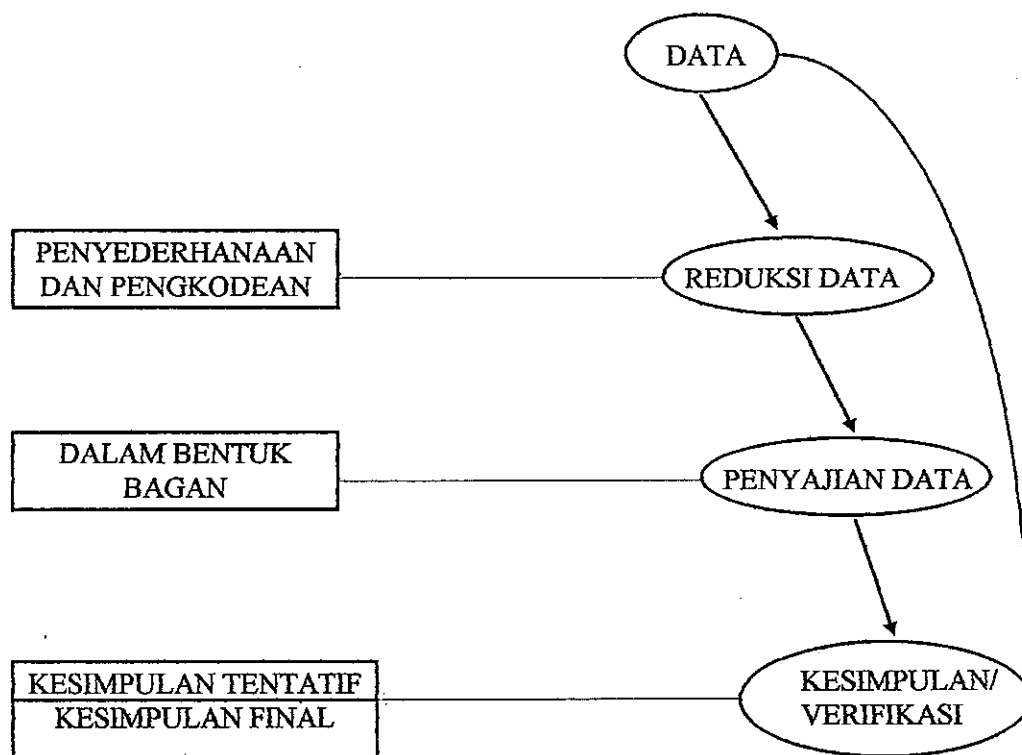 DATA
PENYEDERHANAAN
DAN PENGKODEAN
REDUKSI DATA
DALAM BENTUK
BAGAN
PENYAJIAN DATA
KESIMPULAN TENTATIF
KESIMPULAN FINAL
KESIMPULAN/
VERIFIKASI